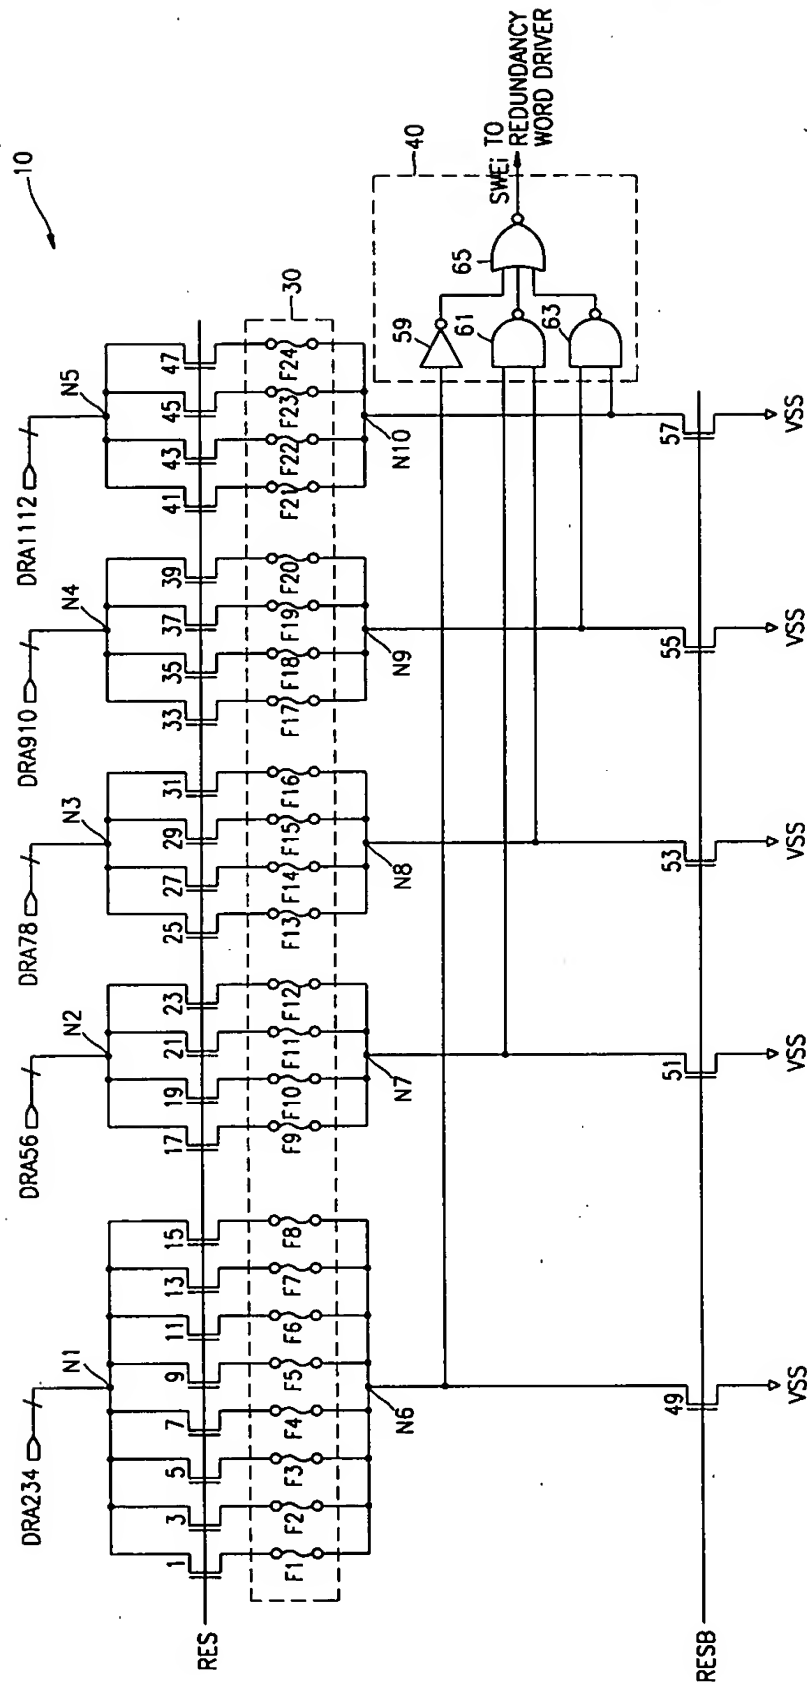 10
DRA234
DRA56
DRA78
DRA910
DRA1112
N1
N2
N3
N4
N5
RES
1
3
5
7
9
11
13
15
17
19
21
23
25
27
29
31
33
35
37
39
41
43
45
47
30
F1
F2
F3
F4
F5
F6
F7
F8
F9
F10
F11
F12
F13
F14
F15
F16
F17
F18
F19
F20
F21
F22
F23
F24
N6
N7
N8
N9
N10
40
59
61
63
65
SWEi TO
REDUNDANCY
WORD DRIVER
RESB
49
51
53
55
57
VSS
VSS
VSS
VSS
VSS